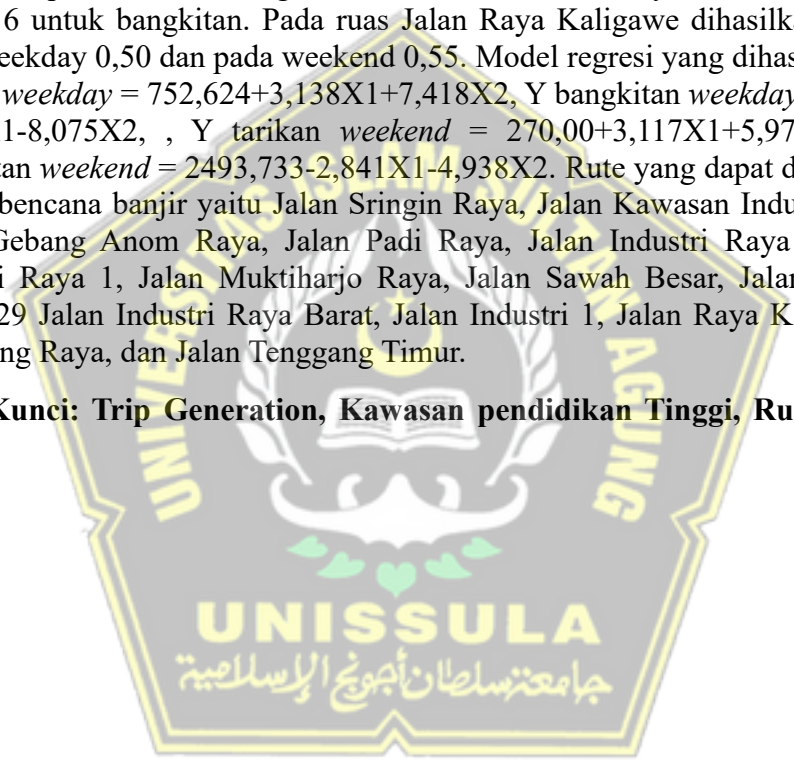 6 untuk bangkitan. Pada ruas Jalan Raya Kaligawe dihasilka
eekday 0,50 dan pada weekend 0,55. Model regresi yang dihas
weekday = 752,624+3,138X1+7,418X2, Y bangkitan weekday
1-8,075X2, , Y tarikan weekend = 270,00+3,117X1+5,97
tan weekend = 2493,733-2,841X1-4,938X2. Rute yang dapat d
bencana banjir yaitu Jalan Sringin Raya, Jalan Kawasan Indu
Gebang Anom Raya, Jalan Padi Raya, Jalan Industri Raya
i Raya 1, Jalan Muktiharjo Raya, Jalan Sawah Besar, Jalan
29 Jalan Industri Raya Barat, Jalan Industri 1, Jalan Raya K
ng Raya, dan Jalan Tenggang Timur.
Kunci: Trip Generation, Kawasan pendidikan Tinggi, Ru
UNIVERSITAS ISLAM SULTAN AGUNG
UNISSULA
جامعة سلطان أجونج الإسلامية